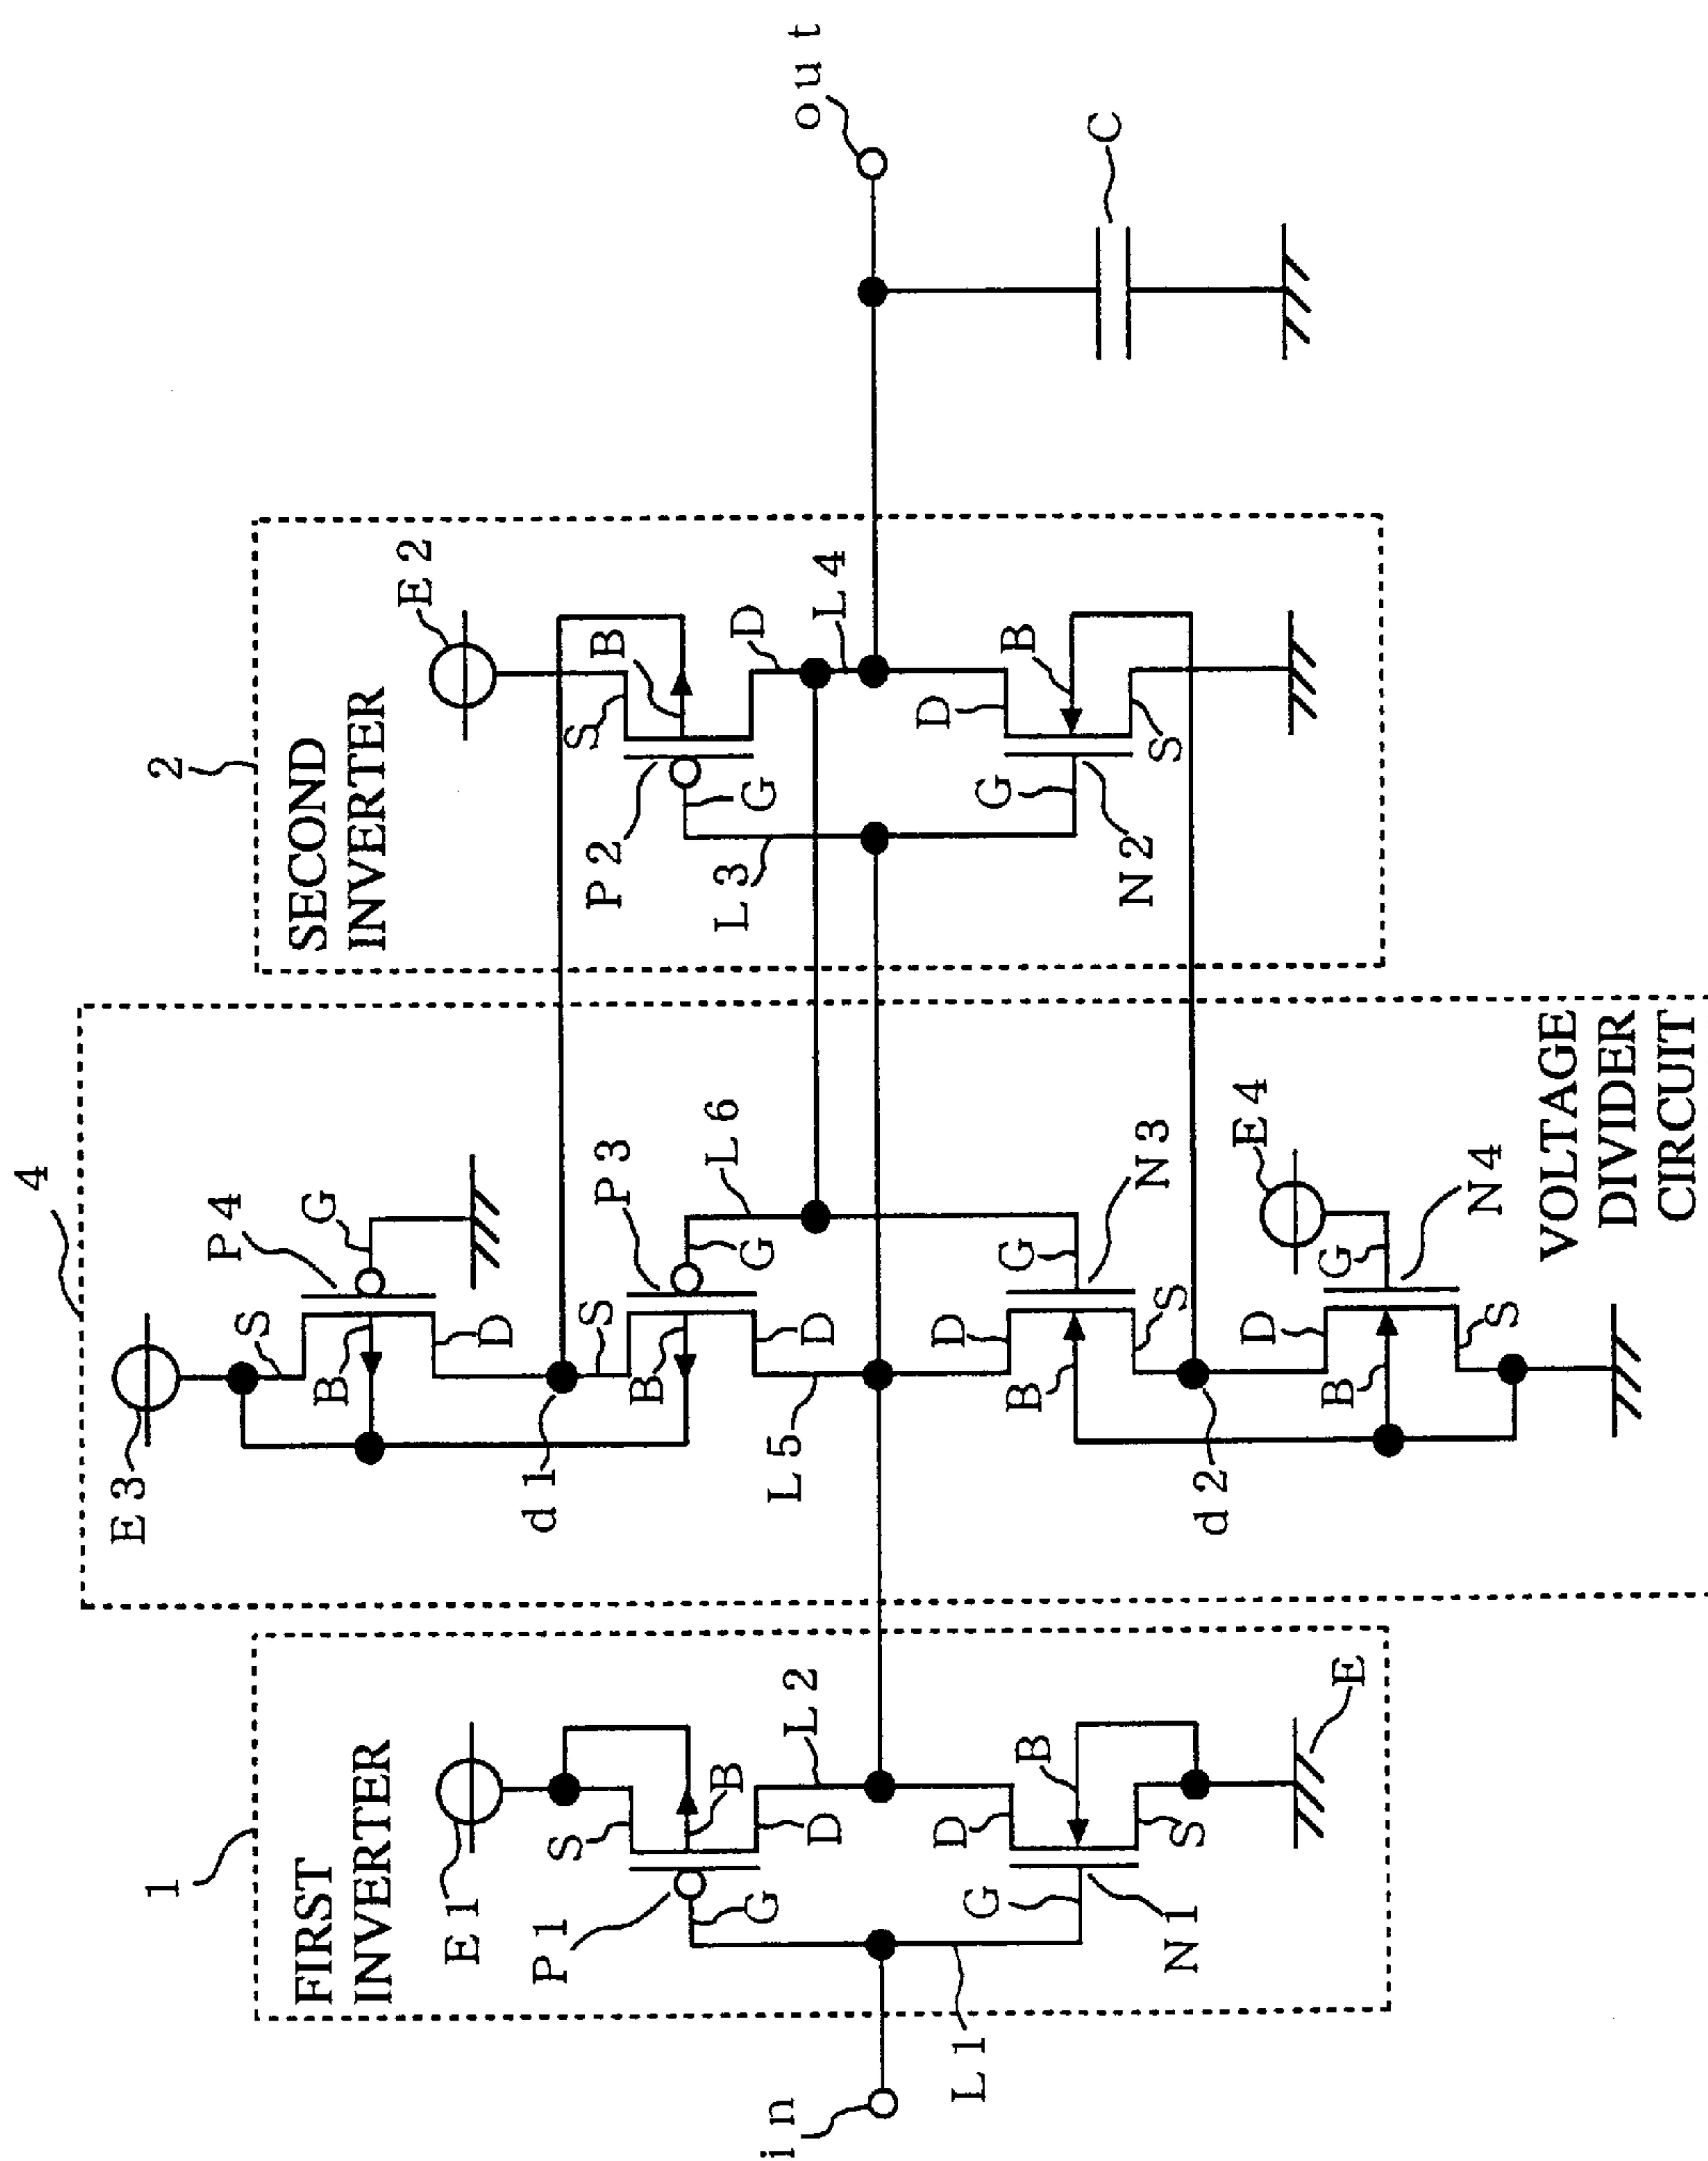 4
2
1
FIRST
INVERTER
SECOND
INVERTER
VOLTAGE
DIVIDER
CIRCUIT
E3
S
P4
G
B
D
d1
S
P3
G
B
D
L6
L5
D
G
B
S
N3
d2
E4
D
G
B
S
N4
E1
S
B
P1
G
D
L2
D
B
G
S
N1
E
L1
in
E2
S
B
P2
G
D
L4
L3
D
B
G
S
N2
out
C